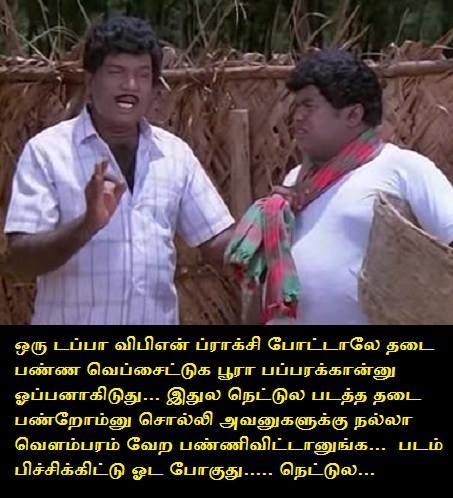 ஒரு டப்பா விபிஎன் ப்ராக்சி போட்டாலே தடை
பண்ண வெப்சைட்டுக பூரா பப்பரக்கான்னு
ஓப்பனாகிடுது... இதுல நெட்டுல படத்த தடை
பண்றோம்னு சொல்லி அவனுகளுக்கு நல்லா
வெளம்பரம் வேற பண்ணிவிட்டானுங்க... படம்
பிச்சிக்கிட்டு ஓட போகுது..... நெட்டுல...